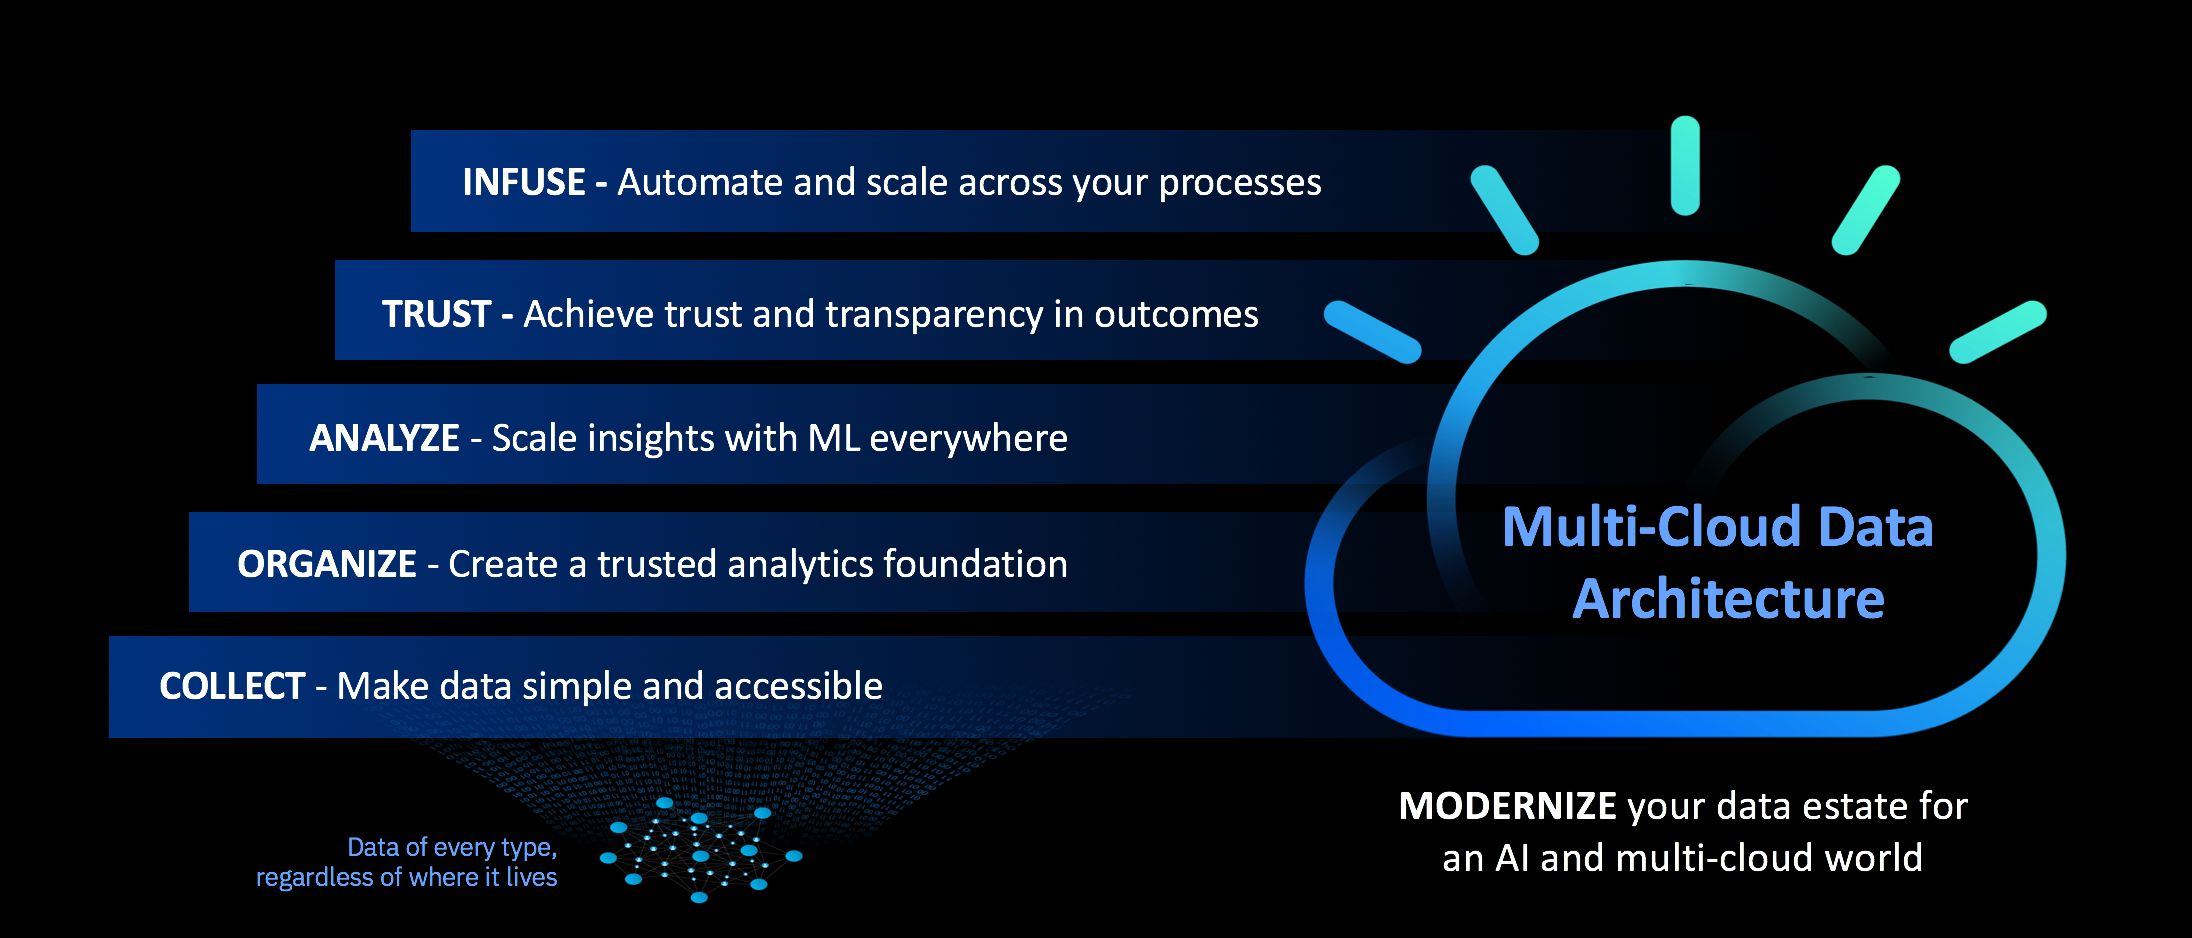 INFUSE - Automate and scale across your processes
TRUST - Achieve trust and transparency in outcomes
ANALYZE - Scale insights with ML everywhere
ORGANIZE - Create a trusted analytics foundation
COLLECT - Make data simple and accessible
Data of every type,
regardless of where it lives
Multi-Cloud Data
Architecture
MODERNIZE your data estate for
an AI and multi-cloud world